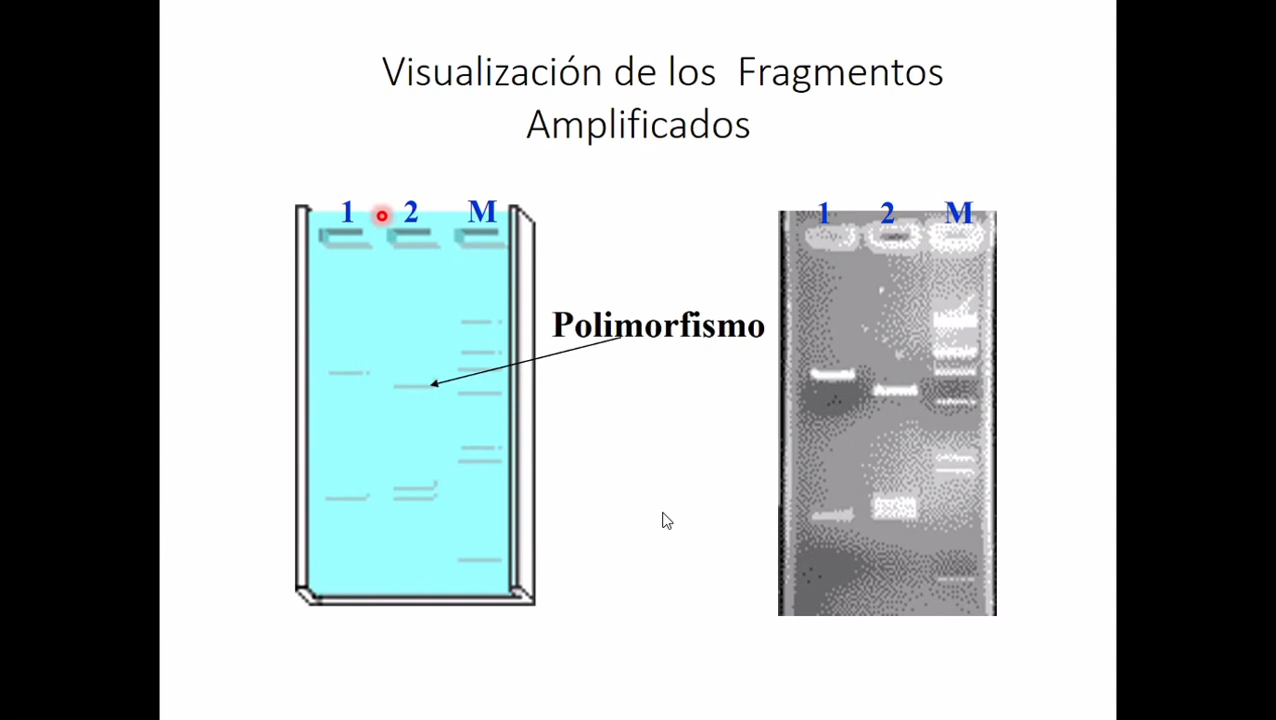 Visualización de los Fragmentos
Amplificados
1 2 M
1 2 M
Polimorfismo